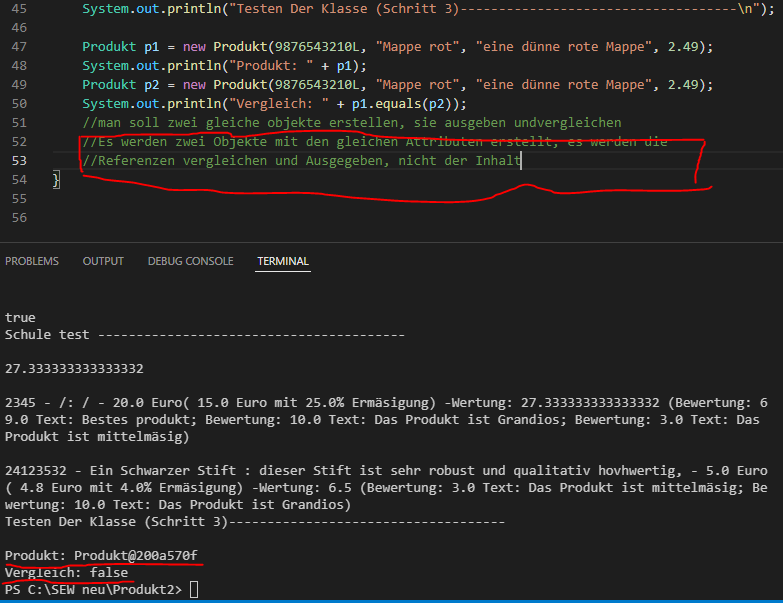 45 System.out.println("Testen Der Klasse (Schritt 3)-----------------------------------\n");
46
47 Produkt p1 = new Produkt(9876543210L, "Mappe rot", "eine dünne rote Mappe", 2.49);
48 System.out.println("Produkt: " + p1);
49 Produkt p2 = new Produkt(9876543210L, "Mappe rot", "eine dünne rote Mappe", 2.49);
50 System.out.println("Vergleich: " + p1.equals(p2));
51 //man soll zwei gleiche objekte erstellen, sie ausgeben undvergleichen
52 //Es werden zwei Objekte mit den gleichen Attributen erstellt, es werden die
53 //Referenzen vergleichen und Ausgegeben, nicht der Inhalt
54 }
55
56
PROBLEMS OUTPUT DEBUG CONSOLE TERMINAL
true
Schule test ---------------------------------------
27.333333333333332
2345 - /: / - 20.0 Euro( 15.0 Euro mit 25.0% Ermäsigung) -Wertung: 27.333333333333332 (Bewertung: 6
9.0 Text: Bestes produkt; Bewertung: 10.0 Text: Das Produkt ist Grandios; Bewertung: 3.0 Text: Das
Produkt ist mittelmäsig)
24123532 - Ein Schwarzer Stift : dieser Stift ist sehr robust und qualitativ hovhwertig, - 5.0 Euro
( 4.8 Euro mit 4.0% Ermäsigung) -Wertung: 6.5 (Bewertung: 3.0 Text: Das Produkt ist mittelmäsig; Be
wertung: 10.0 Text: Das Produkt ist Grandios)
Testen Der Klasse (Schritt 3)-----------------------------------
Produkt: Produkt@200a570f
Vergleich: false
PS C:\SEW neu\Produkt2>